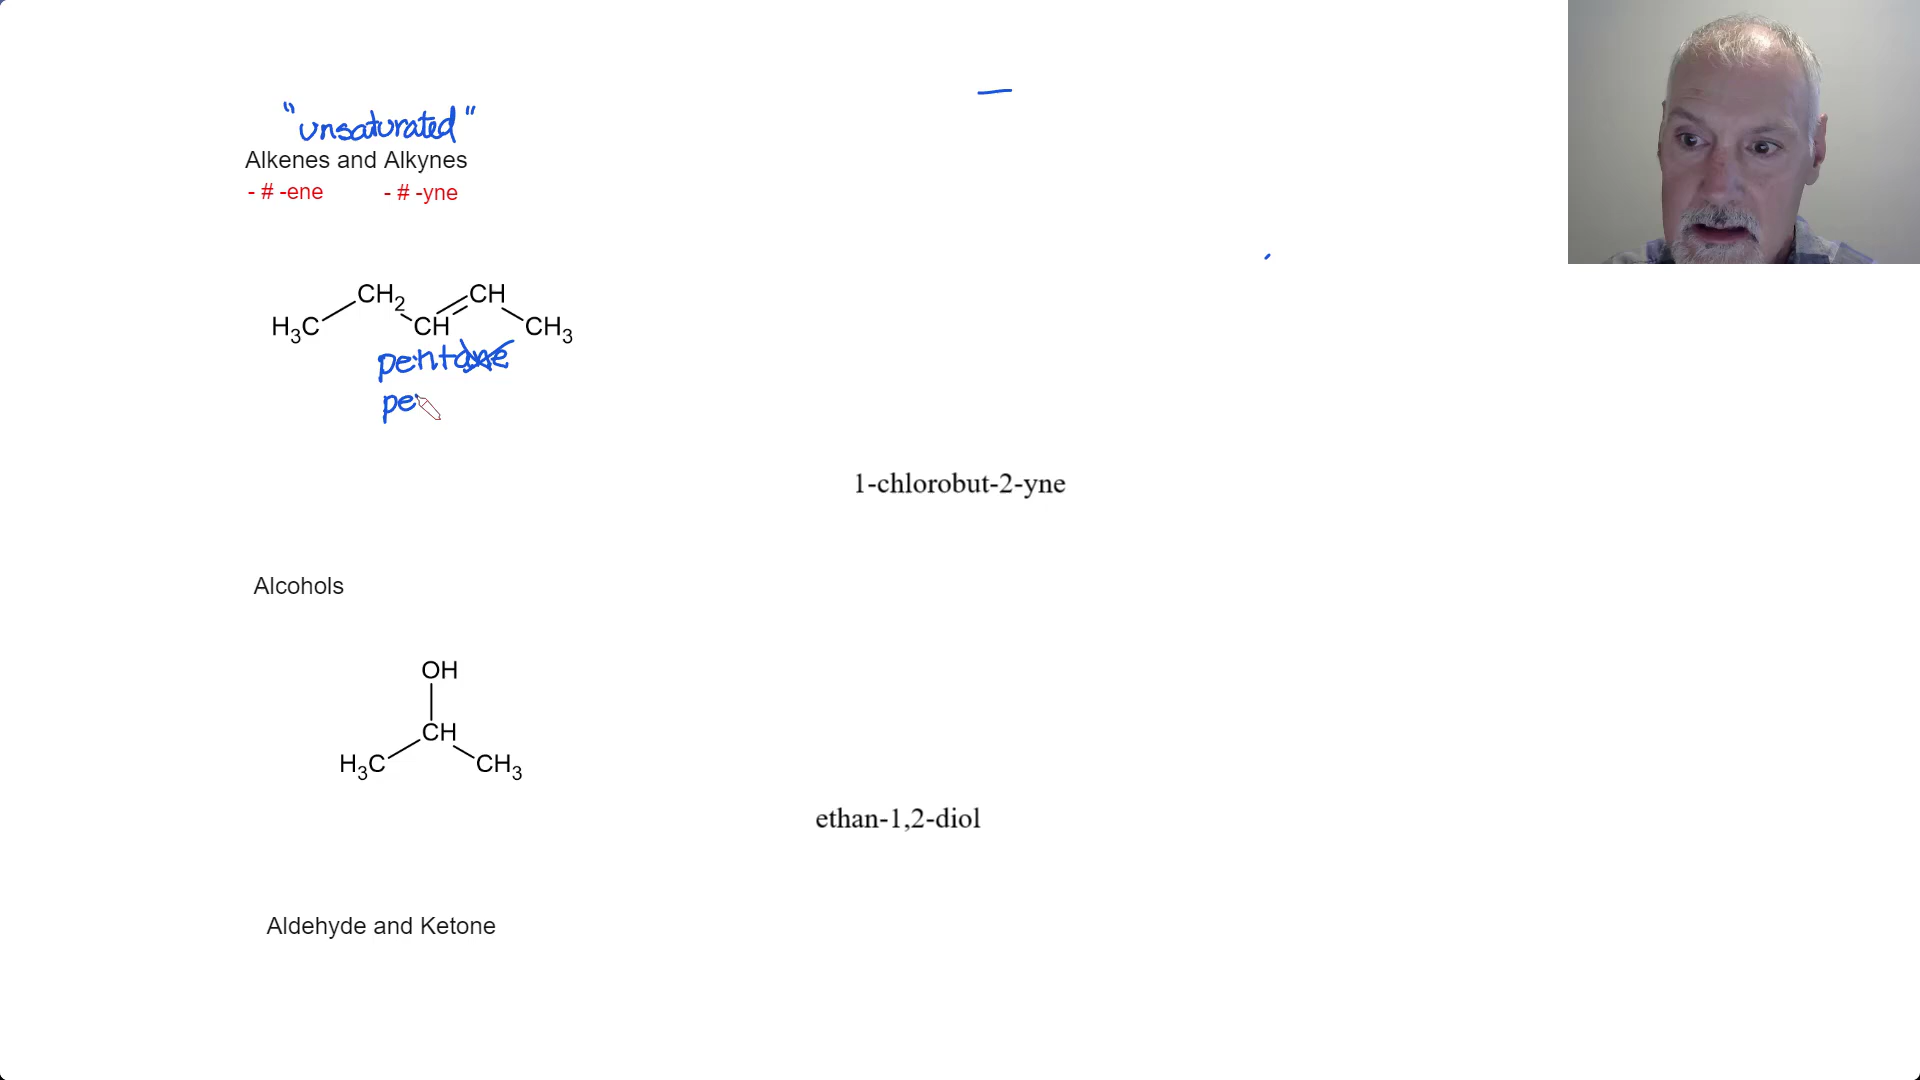 "unsaturated"
Alkenes and Alkynes
- # -ene - # -yne
H3C CH2 CH CH CH3
pentane
pe
1-chlorobut-2-yne
Alcohols
OH
CH
H3C CH3
ethan-1,2-diol
Aldehyde and Ketone